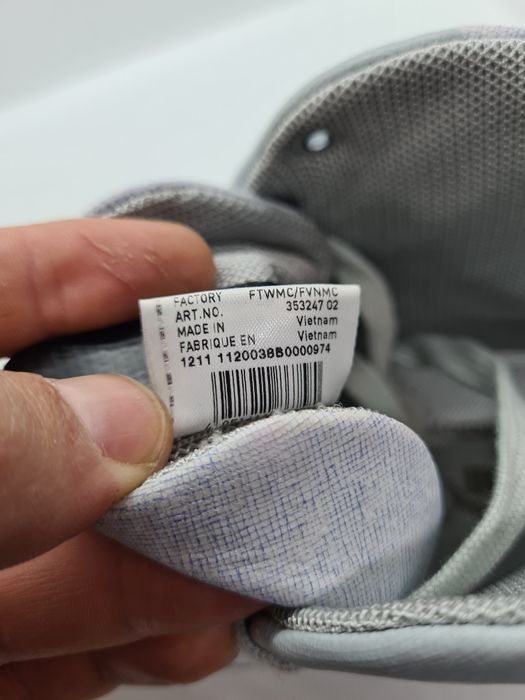 FACTORY FTWMC/FVNMC
ART.NO. 353247 02
MADE IN Vietnam
FABRIQUE EN Vietnam
1211 1120038B0000974